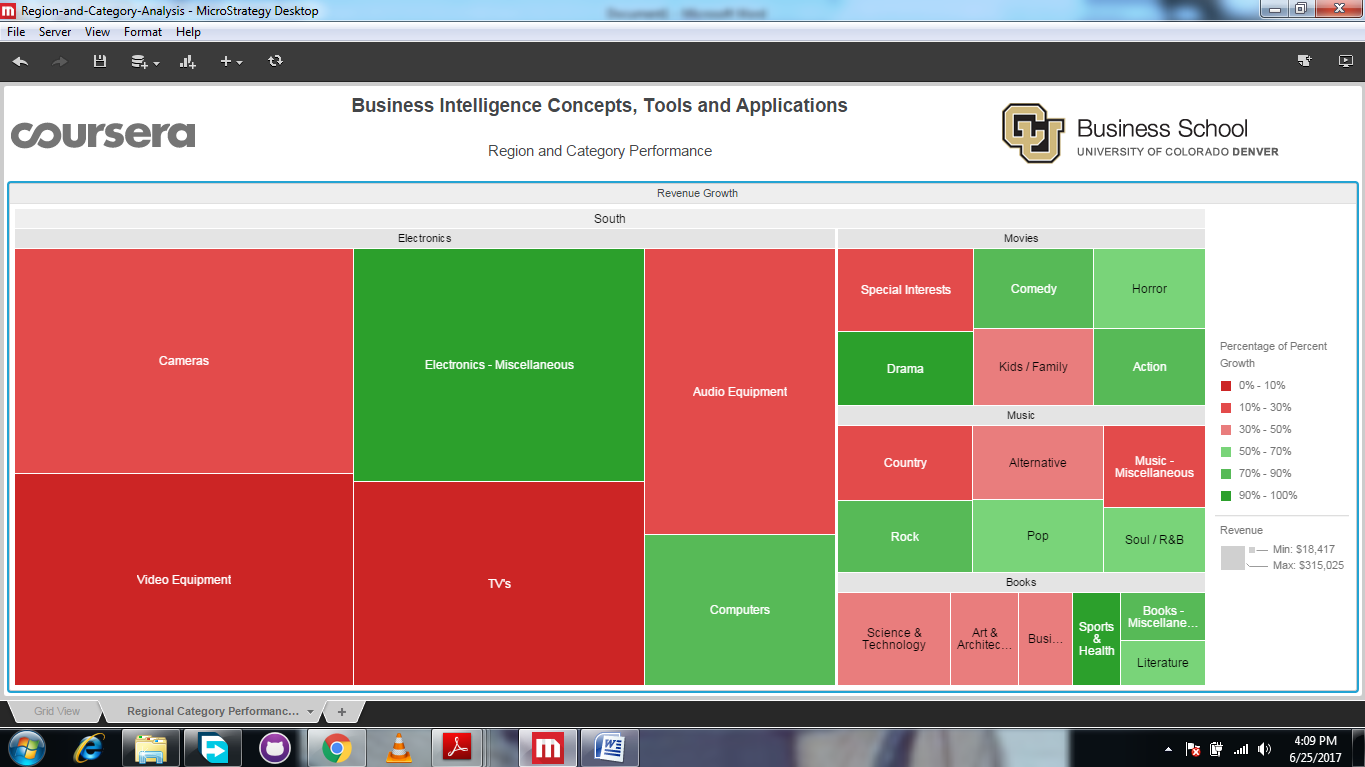 Region-and-Category-Analysis - MicroStrategy Desktop
Document1 - Microsoft Word
File Server View Format Help
coursera
Business Intelligence Concepts, Tools and Applications
Region and Category Performance
CU
Business School
UNIVERSITY OF COLORADO DENVER
Revenue Growth
South
Electronics
Movies
Cameras
Electronics - Miscellaneous
Audio Equipment
Video Equipment
TV's
Computers
Special Interests
Comedy
Horror
Drama
Kids / Family
Action
Music
Country
Alternative
Music -
Miscellaneous
Rock
Pop
Soul / R&B
Books
Science &
Technology
Art &
Architec...
Busi...
Sports
&
Health
Books -
Miscellane...
Literature
Percentage of Percent
Growth
0% - 10%
10% - 30%
30% - 50%
50% - 70%
70% - 90%
90% - 100%
Revenue
Min: $18,417
Max: $315,025
Grid View
Regional Category Performanc...
4:09 PM
6/25/2017